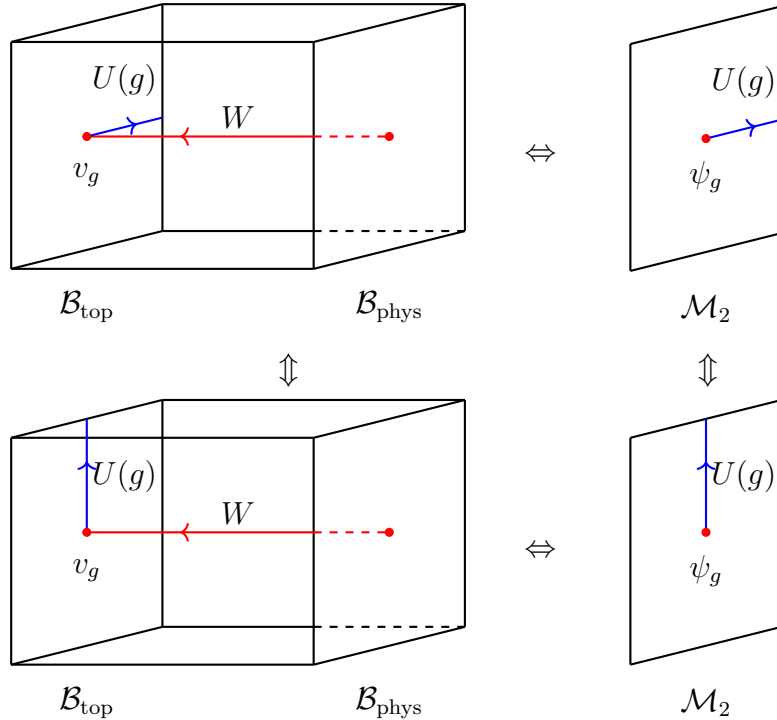 U(g) W U(g)
v_g ⇔ ψ_g
ℬ_top ℬ_phys ℳ_2
⇕ ⇕
U(g) W U(g)
v_g ⇔ ψ_g
ℬ_top ℬ_phys ℳ_2